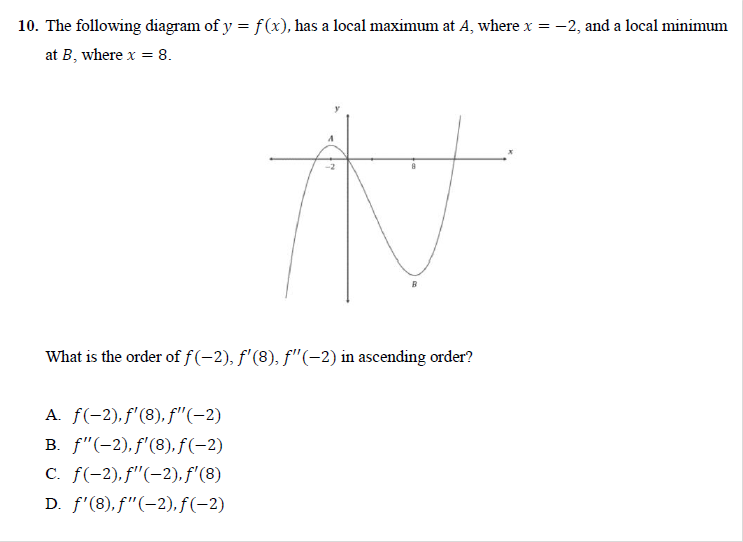 10. The following diagram of y = f(x), has a local maximum at A, where x = −2, and a local minimum
at B, where x = 8.
y
A
x
−2
8
B
What is the order of f(−2), f′(8), f″(−2) in ascending order?
A. f(−2), f′(8), f″(−2)
B. f″(−2), f′(8), f(−2)
C. f(−2), f″(−2), f′(8)
D. f′(8), f″(−2), f(−2)